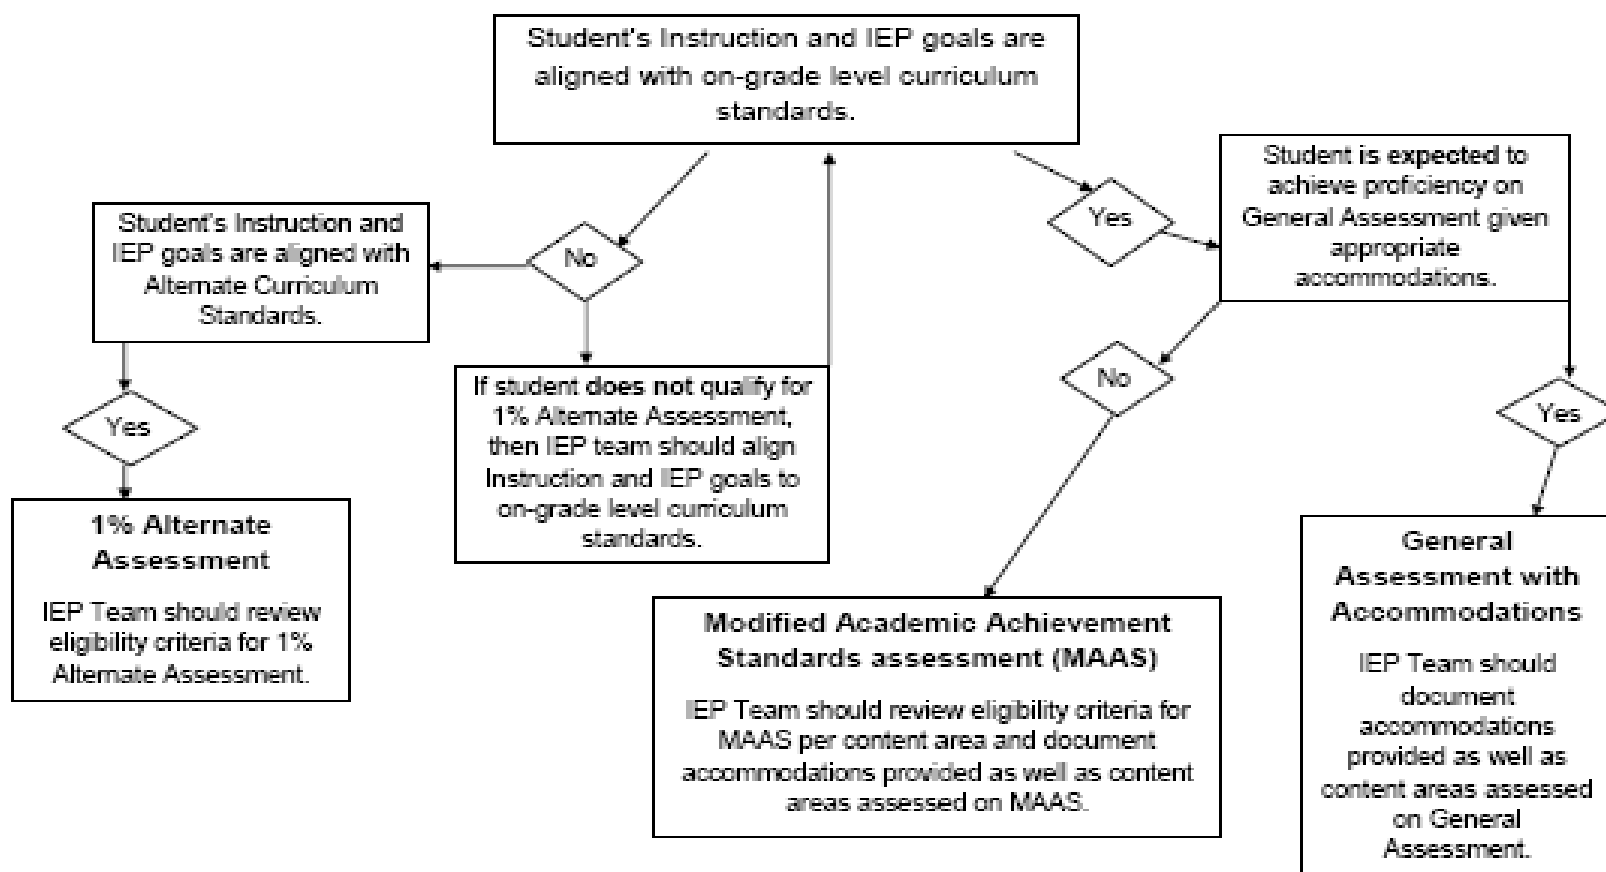 Student's Instruction and IEP goals are
aligned with on-grade level curriculum
standards.
Student's Instruction and
IEP goals are aligned with
Alternate Curriculum
Standards.
No
Yes
Student is expected to
achieve proficiency on
General Assessment given
appropriate
accommodations.
Yes
If student does not qualify for
1% Alternate Assessment,
then IEP team should align
Instruction and IEP goals to
on-grade level curriculum
standards.
No
Yes
1% Alternate
Assessment
IEP Team should review
eligibility criteria for 1%
Alternate Assessment.
Modified Academic Achievement
Standards assessment (MAAS)
IEP Team should review eligibility criteria for
MAAS per content area and document
accommodations provided as well as content
areas assessed on MAAS.
General
Assessment with
Accommodations
IEP Team should
document
accommodations
provided as well as
content areas assessed
on General
Assessment.